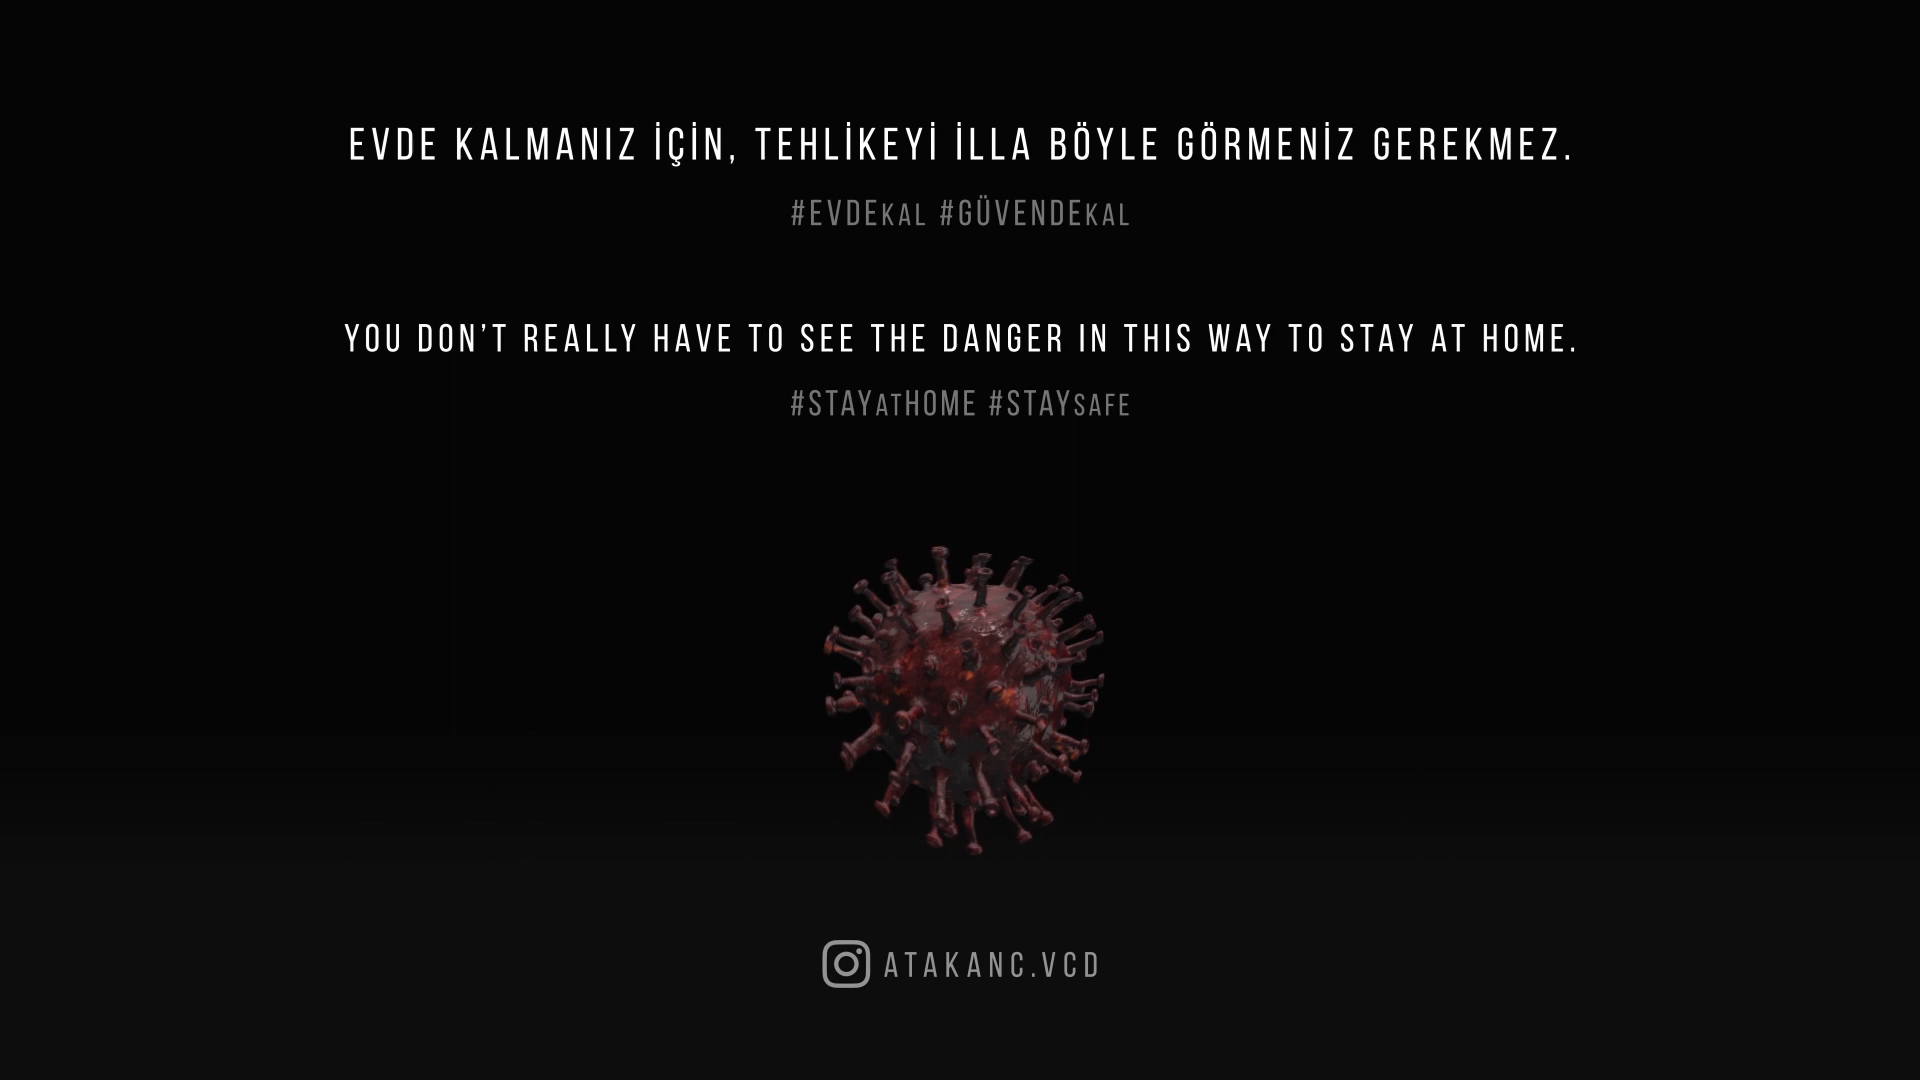 EVDE KALMANIZ İÇİN, TEHLİKEYİ İLLA BÖYLE GÖRMENİZ GEREKMEZ.
#EVDEKAL #GÜVENDEKAL
YOU DON'T REALLY HAVE TO SEE THE DANGER IN THIS WAY TO STAY AT HOME.
#STAYATHOME #STAYSAFE
ATAKANC.VCD